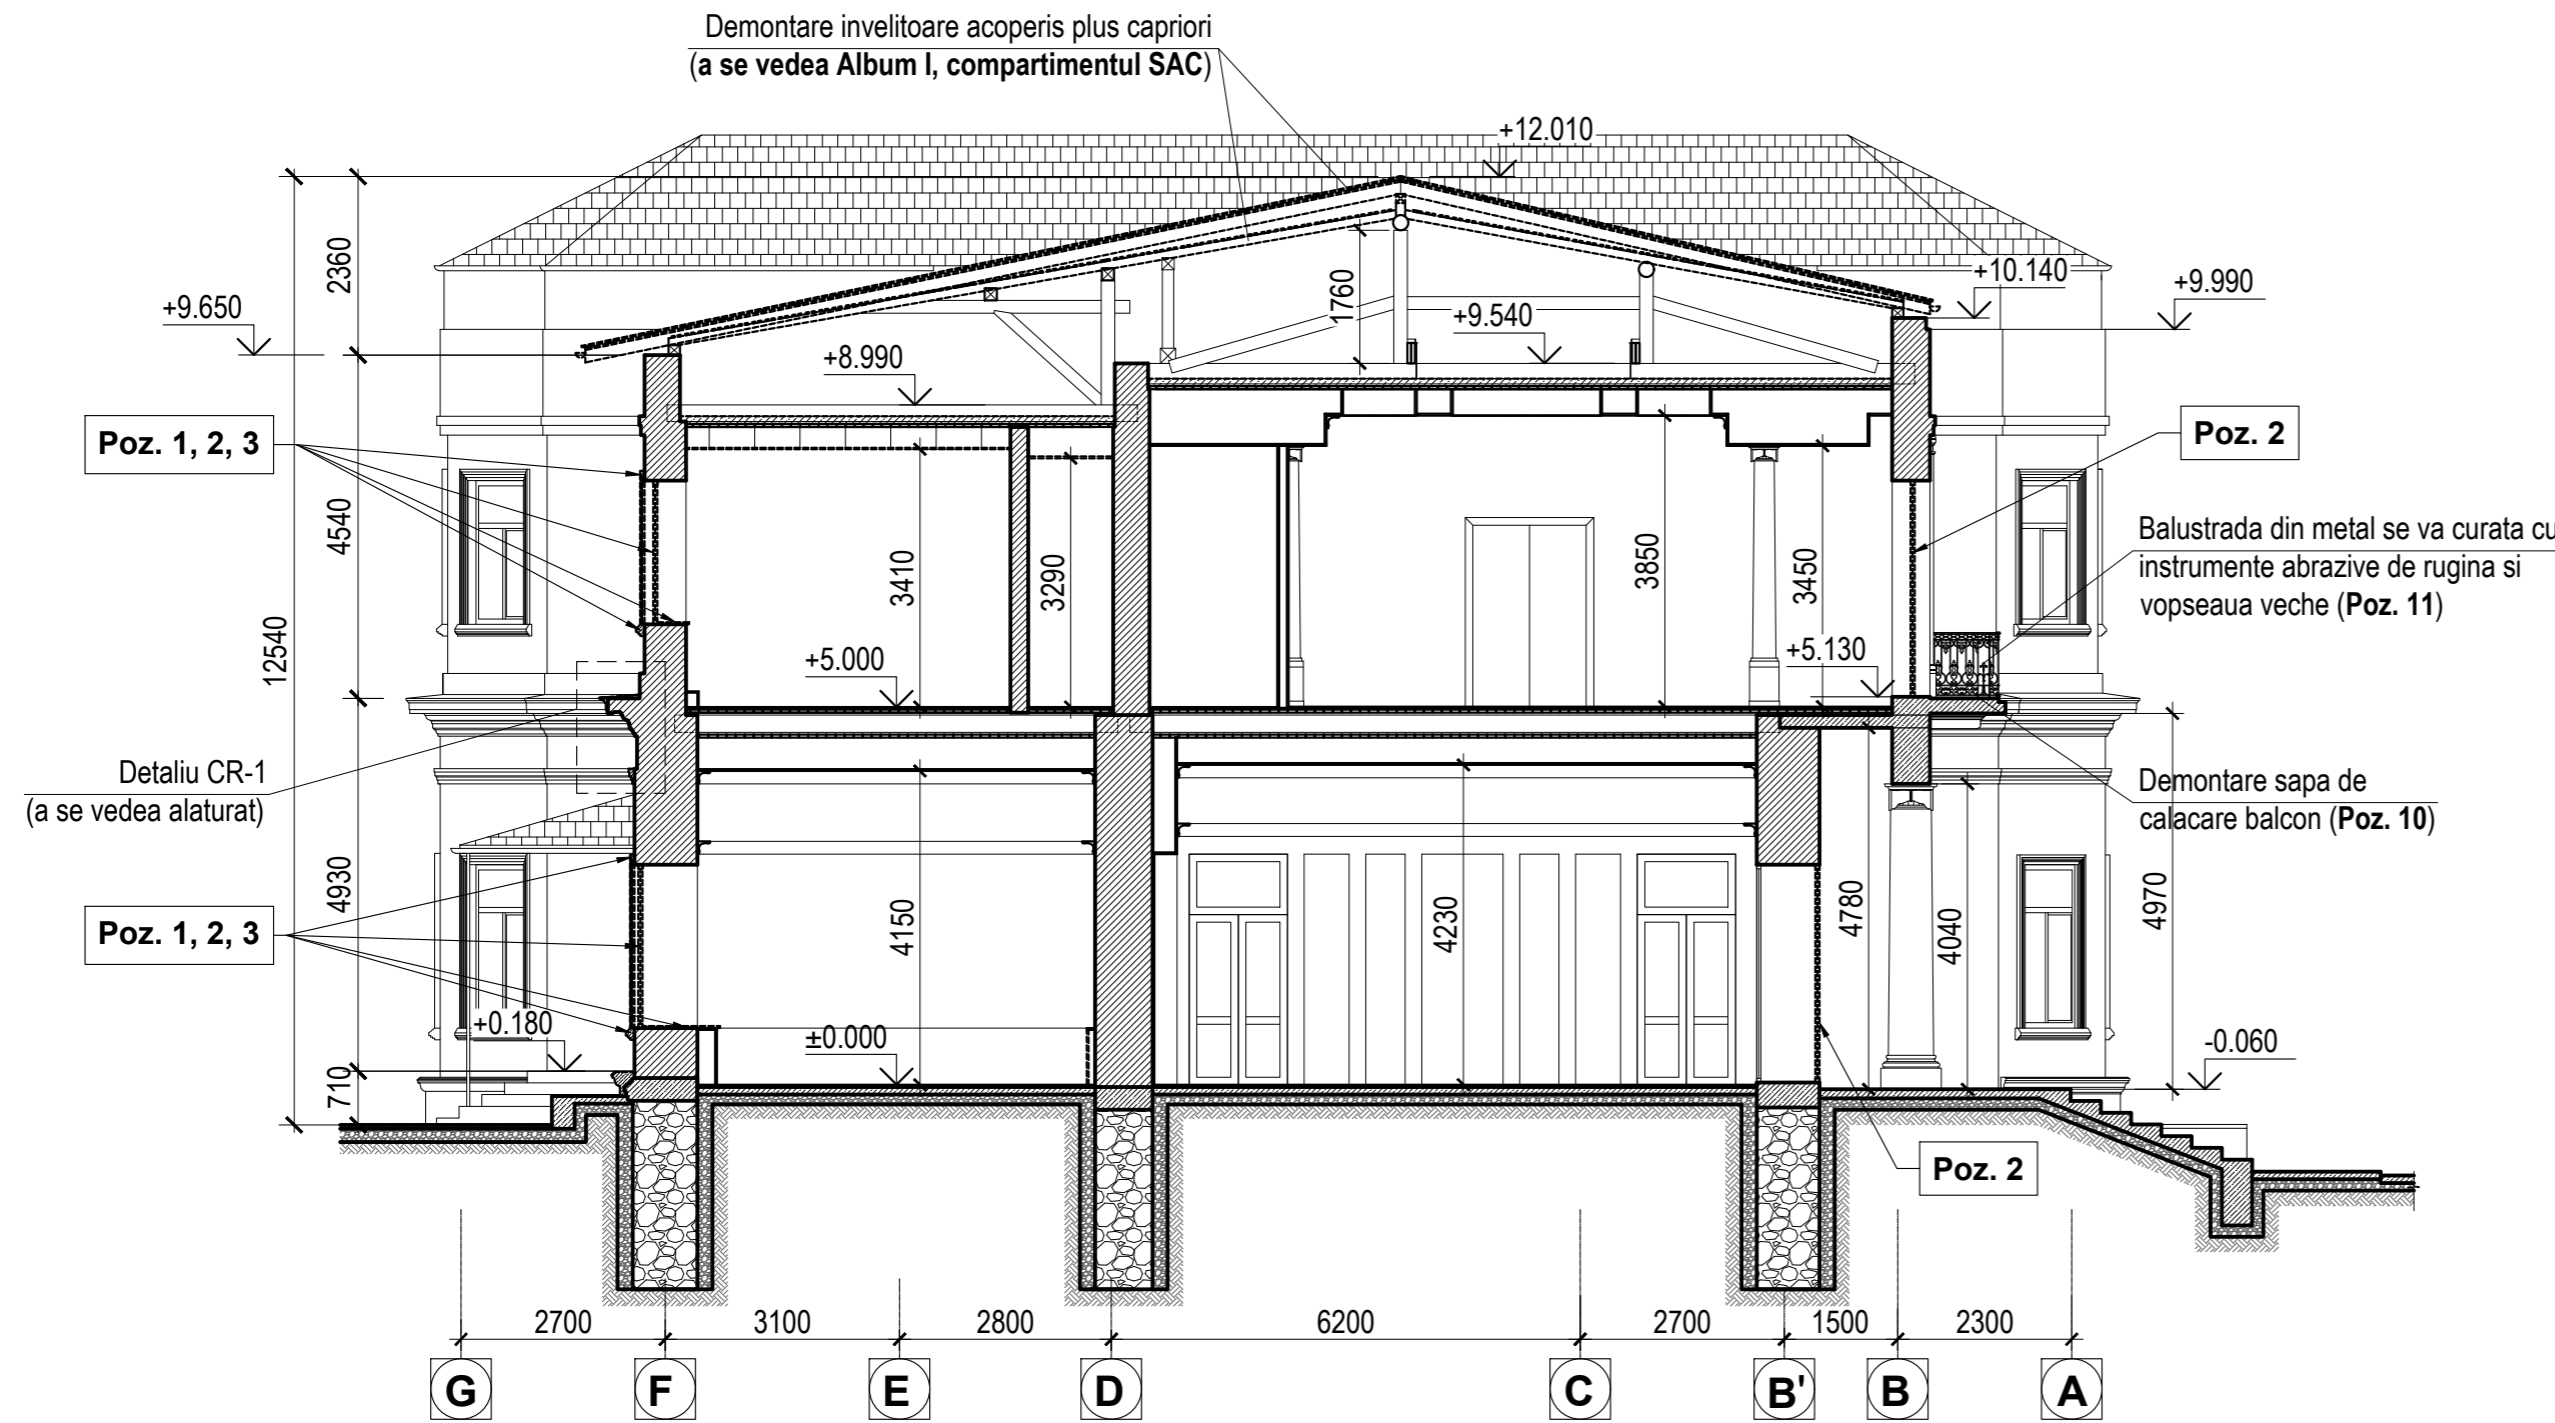 Demontare invelitoare acoperis plus capriori
(a se vedea Album I, compartimentul SAC)
+12.010
+10.140
+9.990
+9.650
+9.540
+8.990
2360
1760
Poz. 1, 2, 3
Poz. 2
4540
12540
3410
3290
3850
3450
Balustrada din metal se va curata cu
instrumente abrazive de rugina si
vopseaua veche (Poz. 11)
+5.000
+5.130
Detaliu CR-1
(a se vedea alaturat)
Demontare sapa de
calacare balcon (Poz. 10)
4930
4150
4230
4780
4040
4970
Poz. 1, 2, 3
+0.180
±0.000
-0.060
710
Poz. 2
2700
3100
2800
6200
2700
1500
2300
G
F
E
D
C
B'
B
A